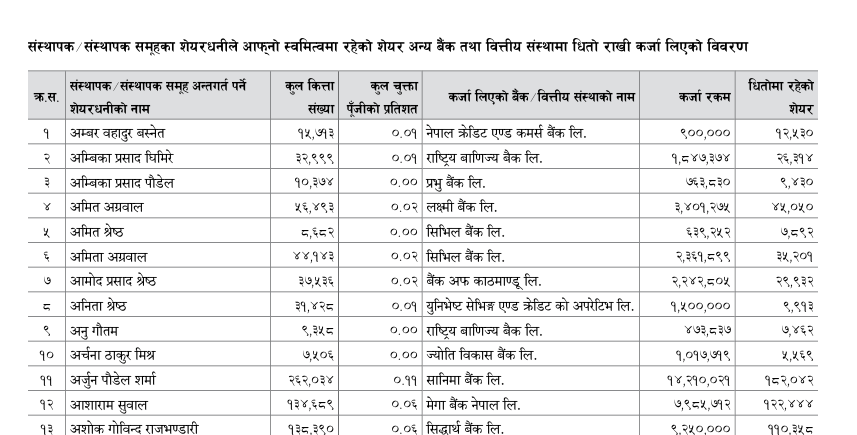 संस्थापक/संस्थापक समूहका शेयरधनीले आफ्नो स्वमित्वमा रहेको शेयर अन्य बैंक तथा वित्तीय संस्थामा धितो राखी कर्जा लिएको विवरण
क्र.स. संस्थापक/संस्थापक समूह अन्तर्गत पर्ने शेयरधनीको नाम कुल कित्ता संख्या कुल चुक्ता पूँजीको प्रतिशत कर्जा लिएको बैंक/वित्तीय संस्थाको नाम कर्जा रकम धितोमा रहेको शेयर
१ अम्बर वहादुर बस्नेत १५,७१३ ०.०१ नेपाल क्रेडिट एण्ड कमर्स बैंक लि. ९००,००० १२,५३०
२ अम्बिका प्रसाद घिमिरे ३२,९९९ ०.०१ राष्ट्रिय बाणिज्य बैंक लि. १,८४७,३७४ २६,३१४
३ अम्बिका प्रसाद पौडेल १०,३७४ ०.०० प्रभु बैंक लि. ७६३,८३० ९,४३०
४ अमित अग्रवाल ५६,४९३ ०.०२ लक्ष्मी बैंक लि. ३,४०१,२७५ ४५,०५०
५ अमित श्रेष्ठ ८,६८२ ०.०० सिभिल बैंक लि. ६३९,२५२ ७,८९२
६ अमिता अग्रवाल ४४,१४३ ०.०२ सिभिल बैंक लि. २,३६१,८९९ ३५,२०१
७ आमोद प्रसाद श्रेष्ठ ३७,५३६ ०.०२ बैंक अफ काठमाण्डू लि. २,२४२,८०५ २९,९३२
८ अनिता श्रेष्ठ ३१,४२८ ०.०१ युनिभेष्ट सेभिङ्ग एण्ड क्रेडिट को अपरेटिभ लि. १,५००,००० ९,९१३
९ अनु गौतम ९,३५८ ०.०० राष्ट्रिय बाणिज्य बैंक लि. ४७३,८३७ ७,४६२
१० अर्चना ठाकुर मिश्र ७,५०६ ०.०० ज्योति विकास बैंक लि. १,०१७,७१९ ५,५६९
११ अर्जुन पौडेल शर्मा २६२,०३४ ०.११ सानिमा बैंक लि. १४,२१०,०२१ १८२,०४२
१२ आशाराम सुवाल १३४,६८९ ०.०६ मेगा बैंक नेपाल लि. ७,९८५,७१२ १२२,४४४
१३ अशोक गोविन्द राजभण्डारी १३८,३९० ०.०६ सिद्धार्थ बैंक लि. ९,२५०,००० ११०,३५८